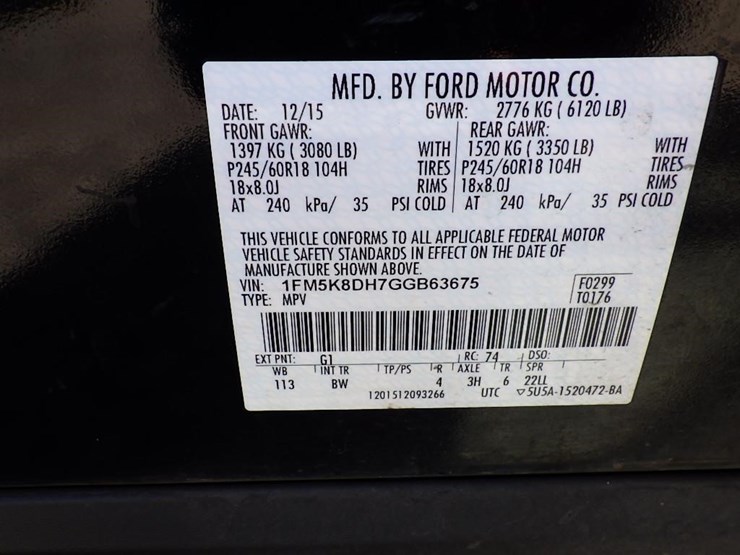 MFD. BY FORD MOTOR CO.
DATE: 12/15 GVWR: 2776 KG ( 6120 LB)
FRONT GAWR: REAR GAWR:
1397 KG ( 3080 LB) WITH 1520 KG ( 3350 LB) WITH
P245/60R18 104H TIRES P245/60R18 104H TIRES
18x8.0J RIMS 18x8.0J RIMS
AT 240 kPa/ 35 PSI COLD AT 240 kPa/ 35 PSI COLD
THIS VEHICLE CONFORMS TO ALL APPLICABLE FEDERAL MOTOR
VEHICLE SAFETY STANDARDS IN EFFECT ON THE DATE OF
MANUFACTURE SHOWN ABOVE.
VIN: 1FM5K8DH7GGB63675 F0299
TYPE: MPV T0176
EXT PNT: G1 RC: 74 DSO:
WB INT TR TP/PS R AXLE TR SPR
113 BW 4 3H 6 22LL
1201512093266 UTC ▽5U5A-1520472-BA